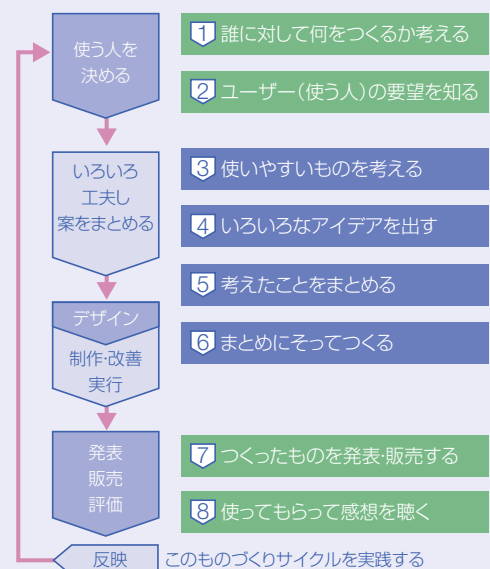 使う人を
決める
1 誰に対して何をつくるか考える
2 ユーザー(使う人)の要望を知る
いろいろ
工夫し
案をまとめる
3 使いやすいものを考える
4 いろいろなアイデアを出す
5 考えたことをまとめる
デザイン
制作・改善
実行
6 まとめにそってつくる
発表
販売
評価
7 つくったものを発表・販売する
8 使ってもらって感想を聴く
反映
このものづくりサイクルを実践する